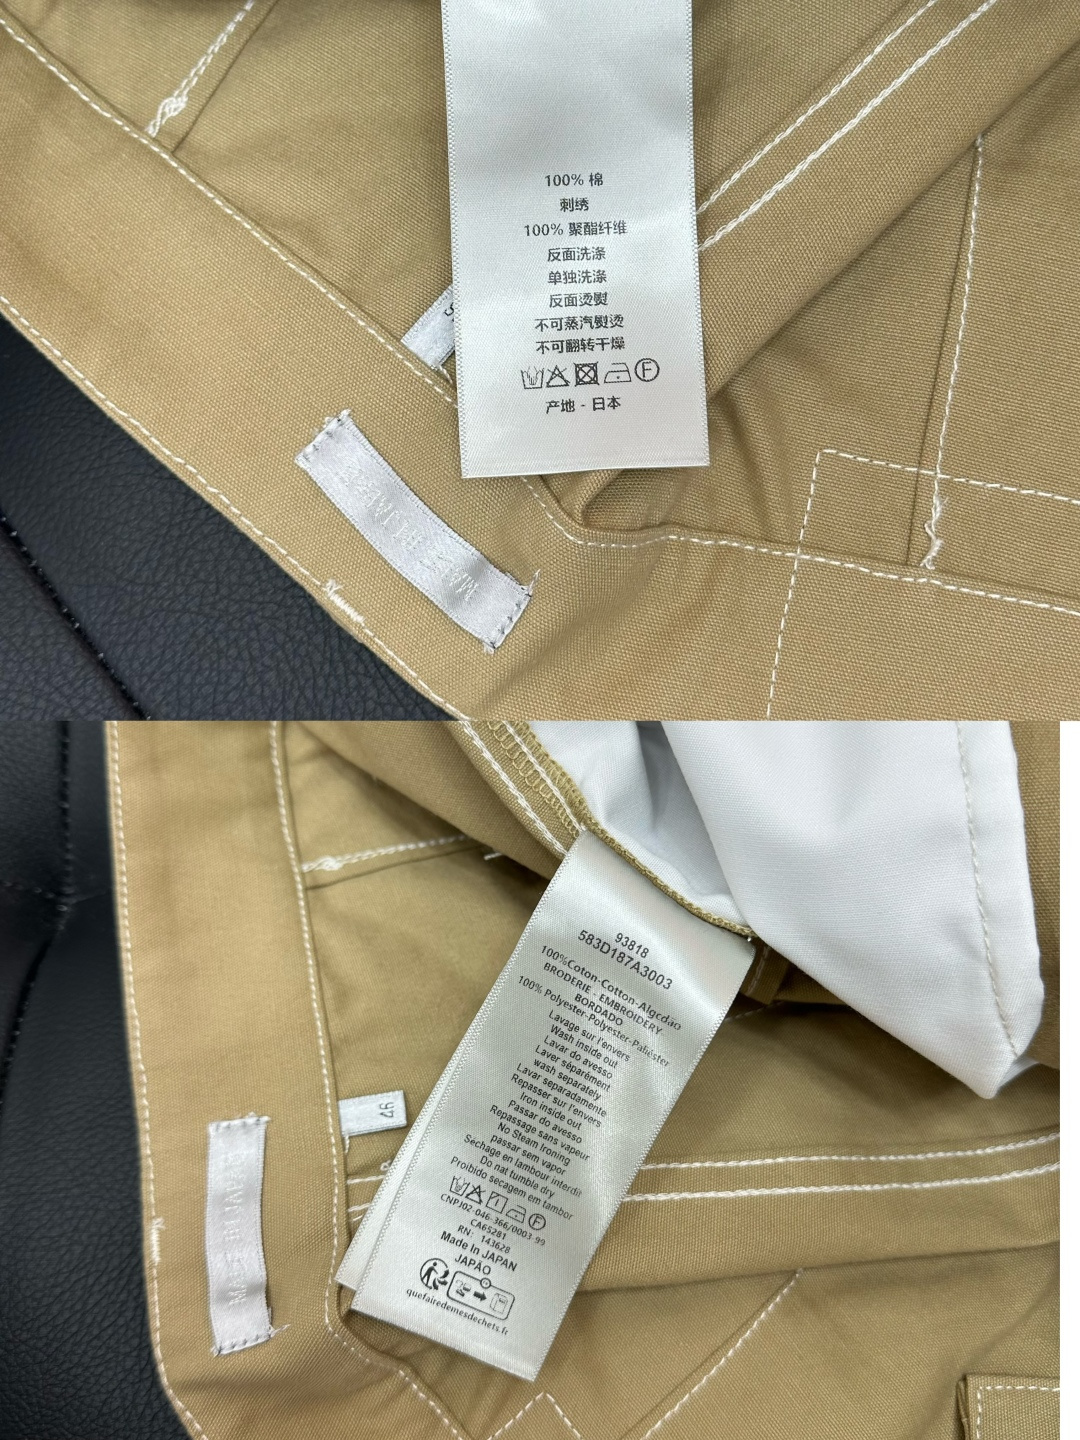 100% 棉
刺绣
100% 聚酯纤维
反面洗涤
单独洗涤
反面烫熨
不可蒸汽熨烫
不可翻转干燥
F
产地 - 日本
93818
583D187A3003
100%Coton-Cotton-Algodão
BRODERIE - EMBROIDERY
BORDADO
100% Polyester-Polyester-Poliéster
Lavage sur l'envers
Wash inside out
Lavar do avesso
Laver séparément
wash separately
Lavar separadamente
Repasser sur l'envers
Iron inside out
Passar do avesso
Repassage sans vapeur
No Steam Ironing
passar sem vapor
Sechage en tambour interdit
Do not tumble dry
Proibido secagem em tambor
F
CNPJ02-046-366/0003-99
CA65281
RN: 143628
Made in JAPAN
JAPÃO
quefairedemesdechets.fr
46